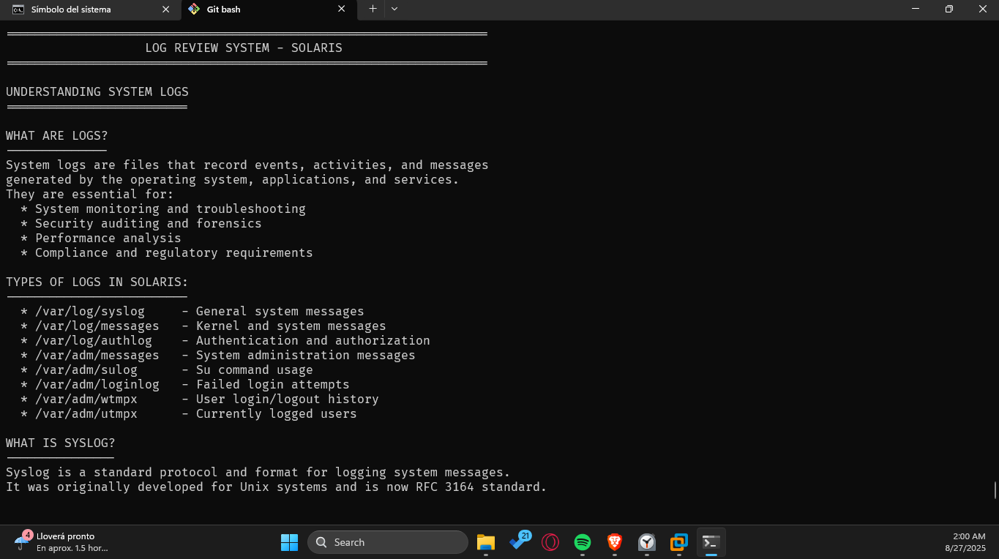 Símbolo del sistema
Git bash
LOG REVIEW SYSTEM - SOLARIS
UNDERSTANDING SYSTEM LOGS
WHAT ARE LOGS?
System logs are files that record events, activities, and messages
generated by the operating system, applications, and services.
They are essential for:
* System monitoring and troubleshooting
* Security auditing and forensics
* Performance analysis
* Compliance and regulatory requirements
TYPES OF LOGS IN SOLARIS:
* /var/log/syslog - General system messages
* /var/log/messages - Kernel and system messages
* /var/log/authlog - Authentication and authorization
* /var/adm/messages - System administration messages
* /var/adm/sulog - Su command usage
* /var/adm/loginlog - Failed login attempts
* /var/adm/wtmpx - User login/logout history
* /var/adm/utmpx - Currently logged users
WHAT IS SYSLOG?
Syslog is a standard protocol and format for logging system messages.
It was originally developed for Unix systems and is now RFC 3164 standard.
4
Lloverá pronto
En aprox. 1.5 hor...
Search
21
2:00 AM
8/27/2025